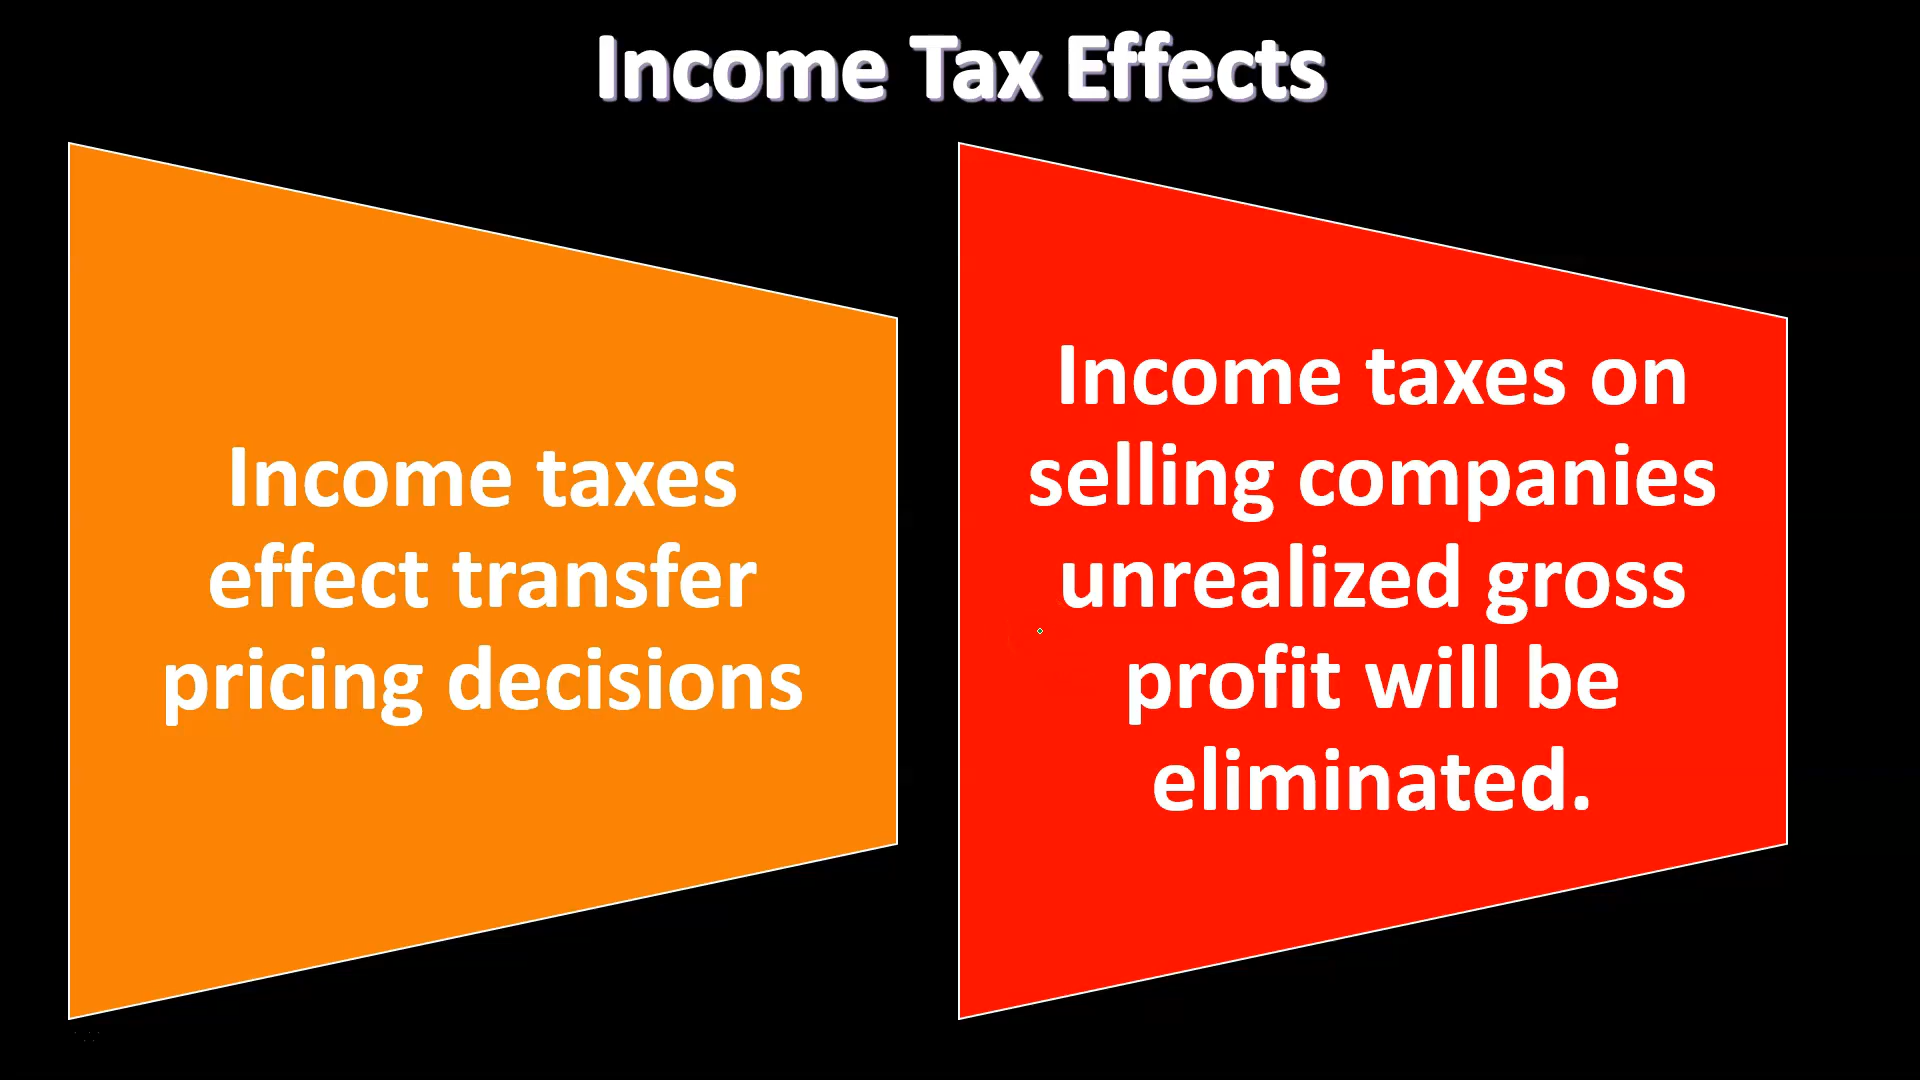 Income Tax Effects
Income taxes
effect transfer
pricing decisions
Income taxes on
selling companies
unrealized gross
profit will be
eliminated.